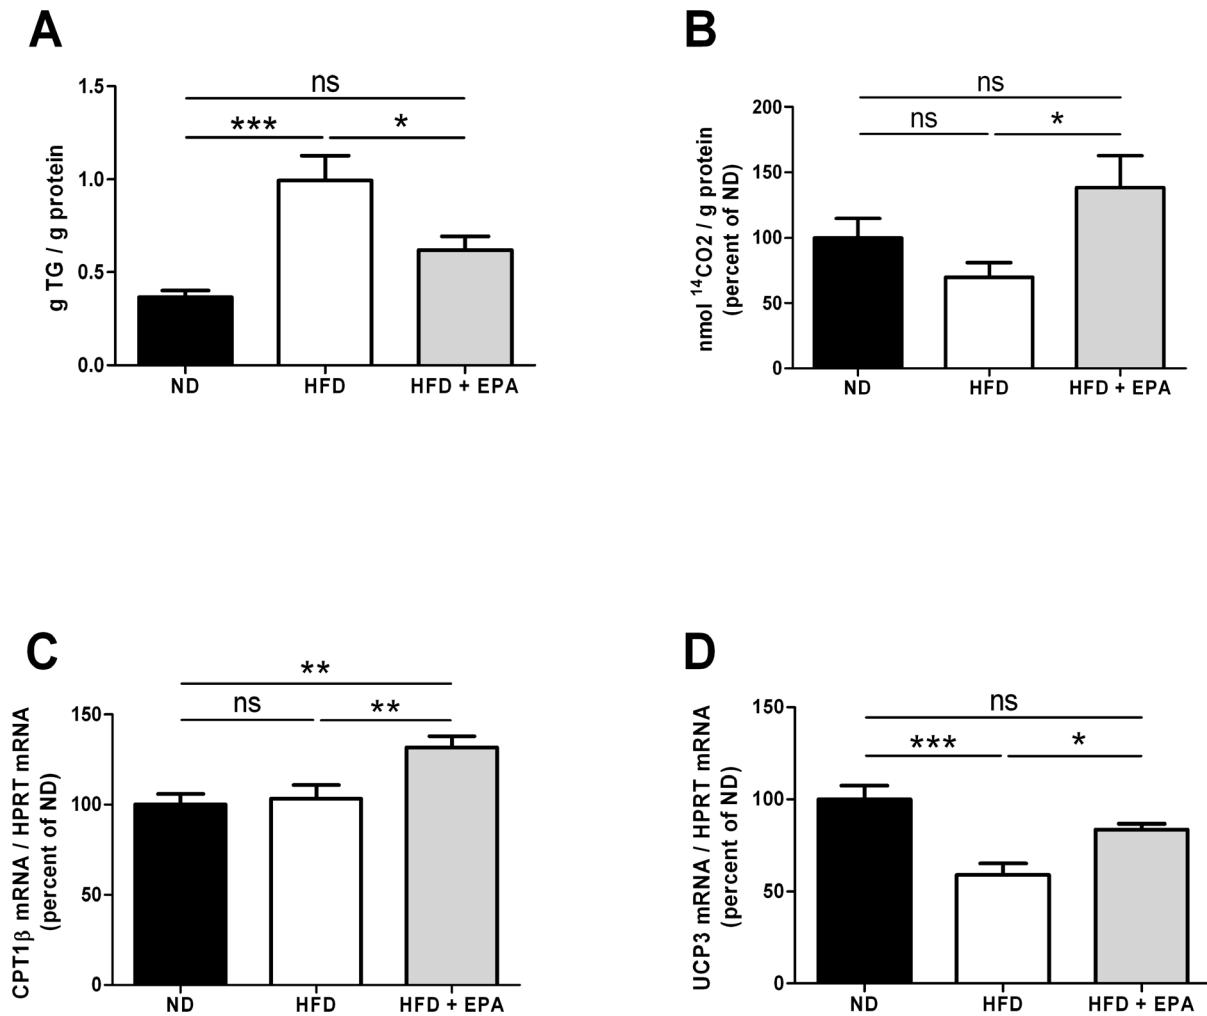 A
B
ns
*** *
1.5
1.0
0.5
0.0
g TG / g protein
ND HFD HFD + EPA
ns
ns *
200
150
100
50
0
nmol ¹⁴CO2 / g protein
(percent of ND)
ND HFD HFD + EPA
C
D
**
ns **
150
100
50
0
CPT1β mRNA / HPRT mRNA
(percent of ND)
ND HFD HFD + EPA
ns
*** *
150
100
50
0
UCP3 mRNA / HPRT mRNA
(percent of ND)
ND HFD HFD + EPA